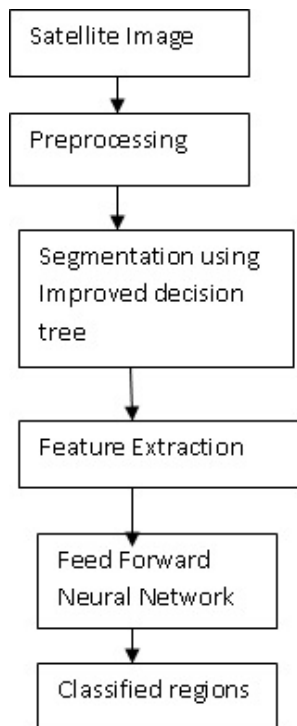 Satellite Image
Preprocessing
Segmentation using
Improved decision
tree
Feature Extraction
Feed Forward
Neural Network
Classified regions